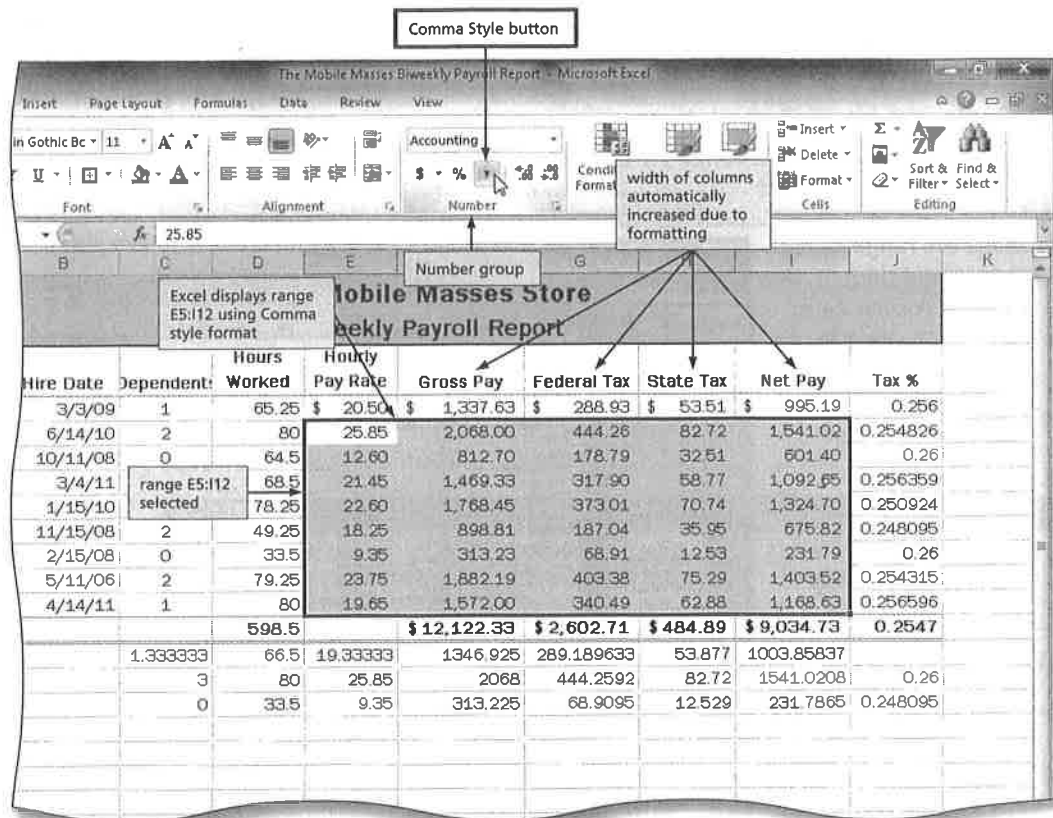 Comma Style button
The Mobile Masses Biweekly Payroll Report - Microsoft Excel
Insert Page Layout Formulas Data Review View
in Gothic Bc 11 A A
Accounting
Insert
Delete
Format
Σ
Sort & Filter
Find & Select
U A
$ % ,
Condi
Format
width of columns automatically increased due to formatting
Font Alignment Number Cells Editing
fx 25.85
B C D E G I J K
Number group
Excel displays range E5:I12 using Comma style format
Mobile Masses Store
eekly Payroll Report
Hire Date Dependents Hours Worked Hourly Pay Rate Gross Pay Federal Tax State Tax Net Pay Tax %
3/3/09 1 65.25 $ 20.50 $ 1,337.63 $ 288.93 $ 53.51 $ 995.19 0.256
6/14/10 2 80 25.85 2,068.00 444.26 82.72 1,541.02 0.254826
10/11/08 0 64.5 12.60 812.70 178.79 32.51 601.40 0.26
3/4/11 68.5 21.45 1,469.33 317.90 58.77 1,092.65 0.256359
range E5:I12 selected
1/15/10 78.25 22.60 1,768.45 373.01 70.74 1,324.70 0.250924
11/15/08 2 49.25 18.25 898.81 187.04 35.95 675.82 0.248095
2/15/08 0 33.5 9.35 313.23 68.91 12.53 231.79 0.26
5/11/06 2 79.25 23.75 1,882.19 403.38 75.29 1,403.52 0.254315
4/14/11 1 80 19.65 1,572.00 340.49 62.88 1,168.63 0.256596
598.5 $ 12,122.33 $ 2,602.71 $ 484.89 $ 9,034.73 0.2547
1.333333 66.5 19.33333 1346.925 289.189633 53.877 1003.85837
3 80 25.85 2068 444.2592 82.72 1541.0208 0.26
0 33.5 9.35 313.225 68.9095 12.529 231.7865 0.248095